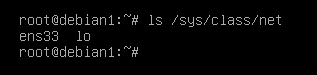 root@debian1:~# ls /sys/class/net
ens33  lo
root@debian1:~#